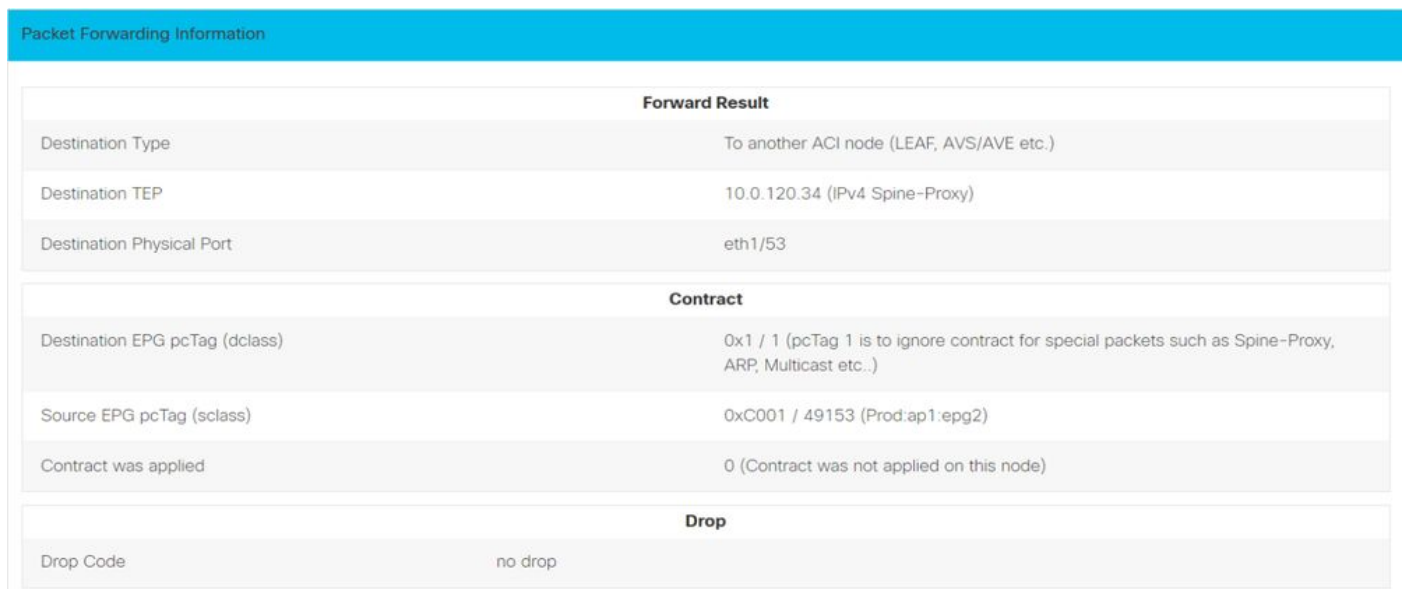 Packet Forwarding Information
Forward Result
Destination Type To another ACI node (LEAF, AVS/AVE etc.)
Destination TEP 10.0.120.34 (IPv4 Spine-Proxy)
Destination Physical Port eth1/53
Contract
Destination EPG pcTag (dclass) 0x1 / 1 (pcTag 1 is to ignore contract for special packets such as Spine-Proxy,
ARP, Multicast etc..)
Source EPG pcTag (sclass) 0xC001 / 49153 (Prod:ap1:epg2)
Contract was applied 0 (Contract was not applied on this node)
Drop
Drop Code no drop